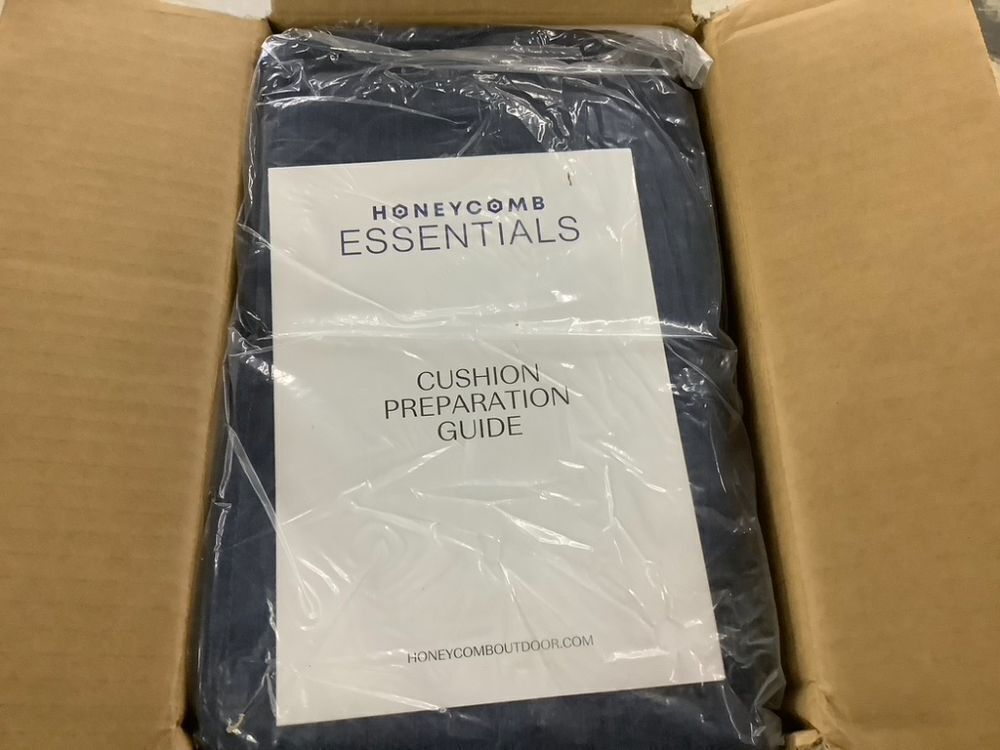 HONEYCOMB
ESSENTIALS
CUSHION
PREPARATION
GUIDE
HONEYCOMBOUTDOOR.COM